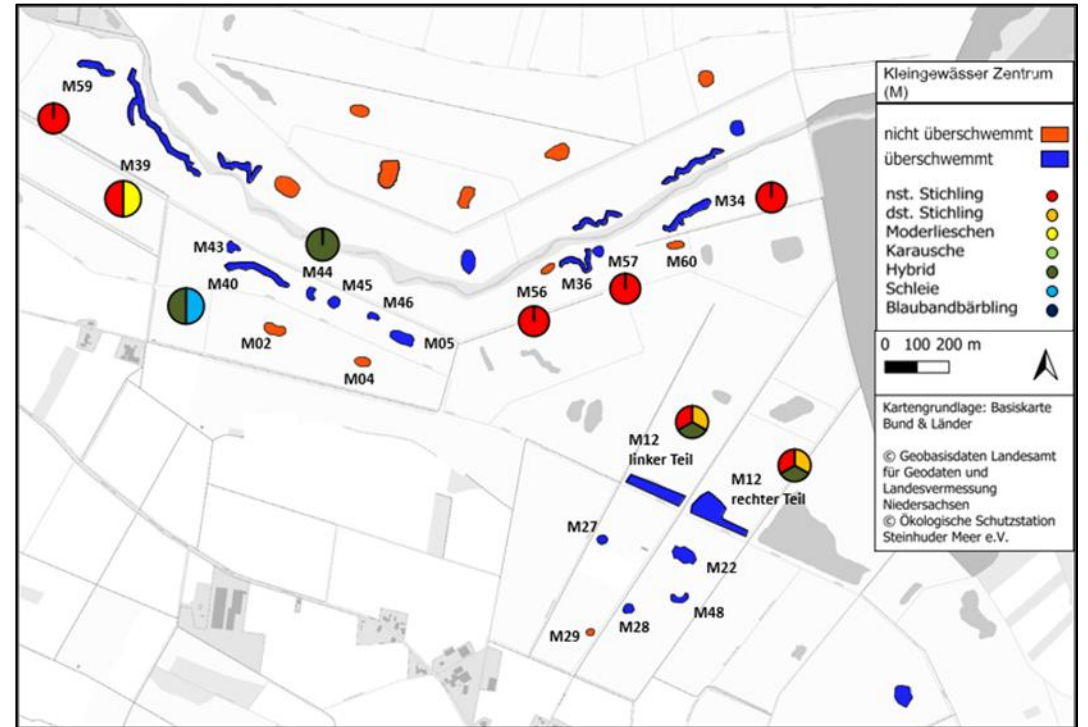 M59
M39
M43
M40
M44
M45
M46
M05
M02
M04
M56
M36
M57
M60
M34
M12
linker Teil
M12
rechter Teil
M27
M22
M48
M28
M29
Kleingewässer Zentrum
(M)
nicht überschwemmt
überschwemmt
nst. Stichling
dst. Stichling
Moderlieschen
Karausche
Hybrid
Schleie
Blaubandbärbling
0 100 200 m
Kartengrundlage: Basiskarte
Bund & Länder
© Geobasisdaten Landesamt
für Geodaten und
Landesvermessung
Niedersachsen
© Ökologische Schutzstation
Steinhuder Meer e.V.